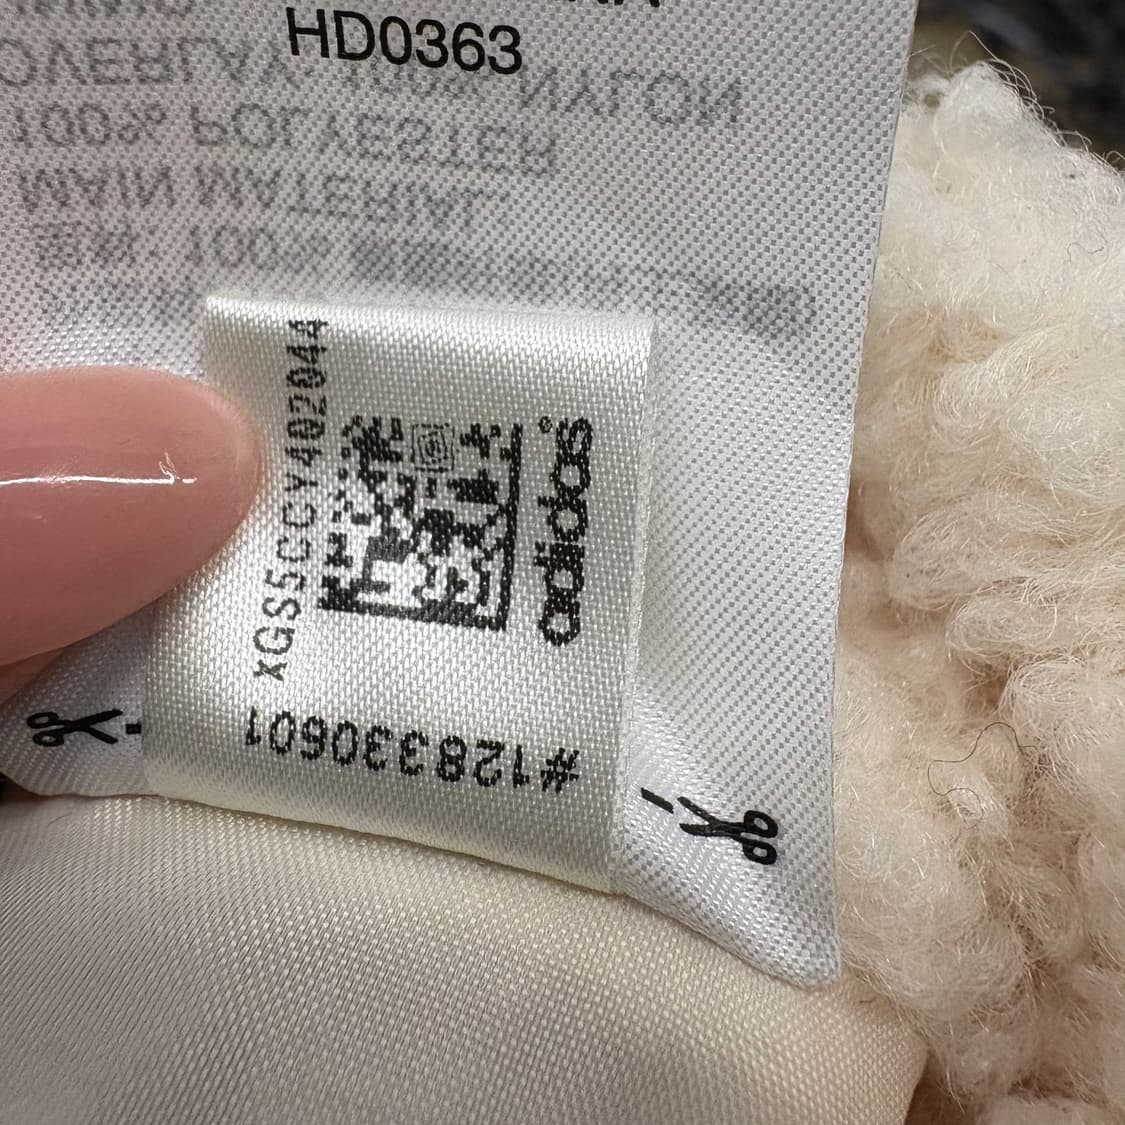 HD0363
OVERLAY: 100% NYLON
100% POLYESTER
MAIN MATERIAL:
XGS5CCY402044
adidas
#128330601